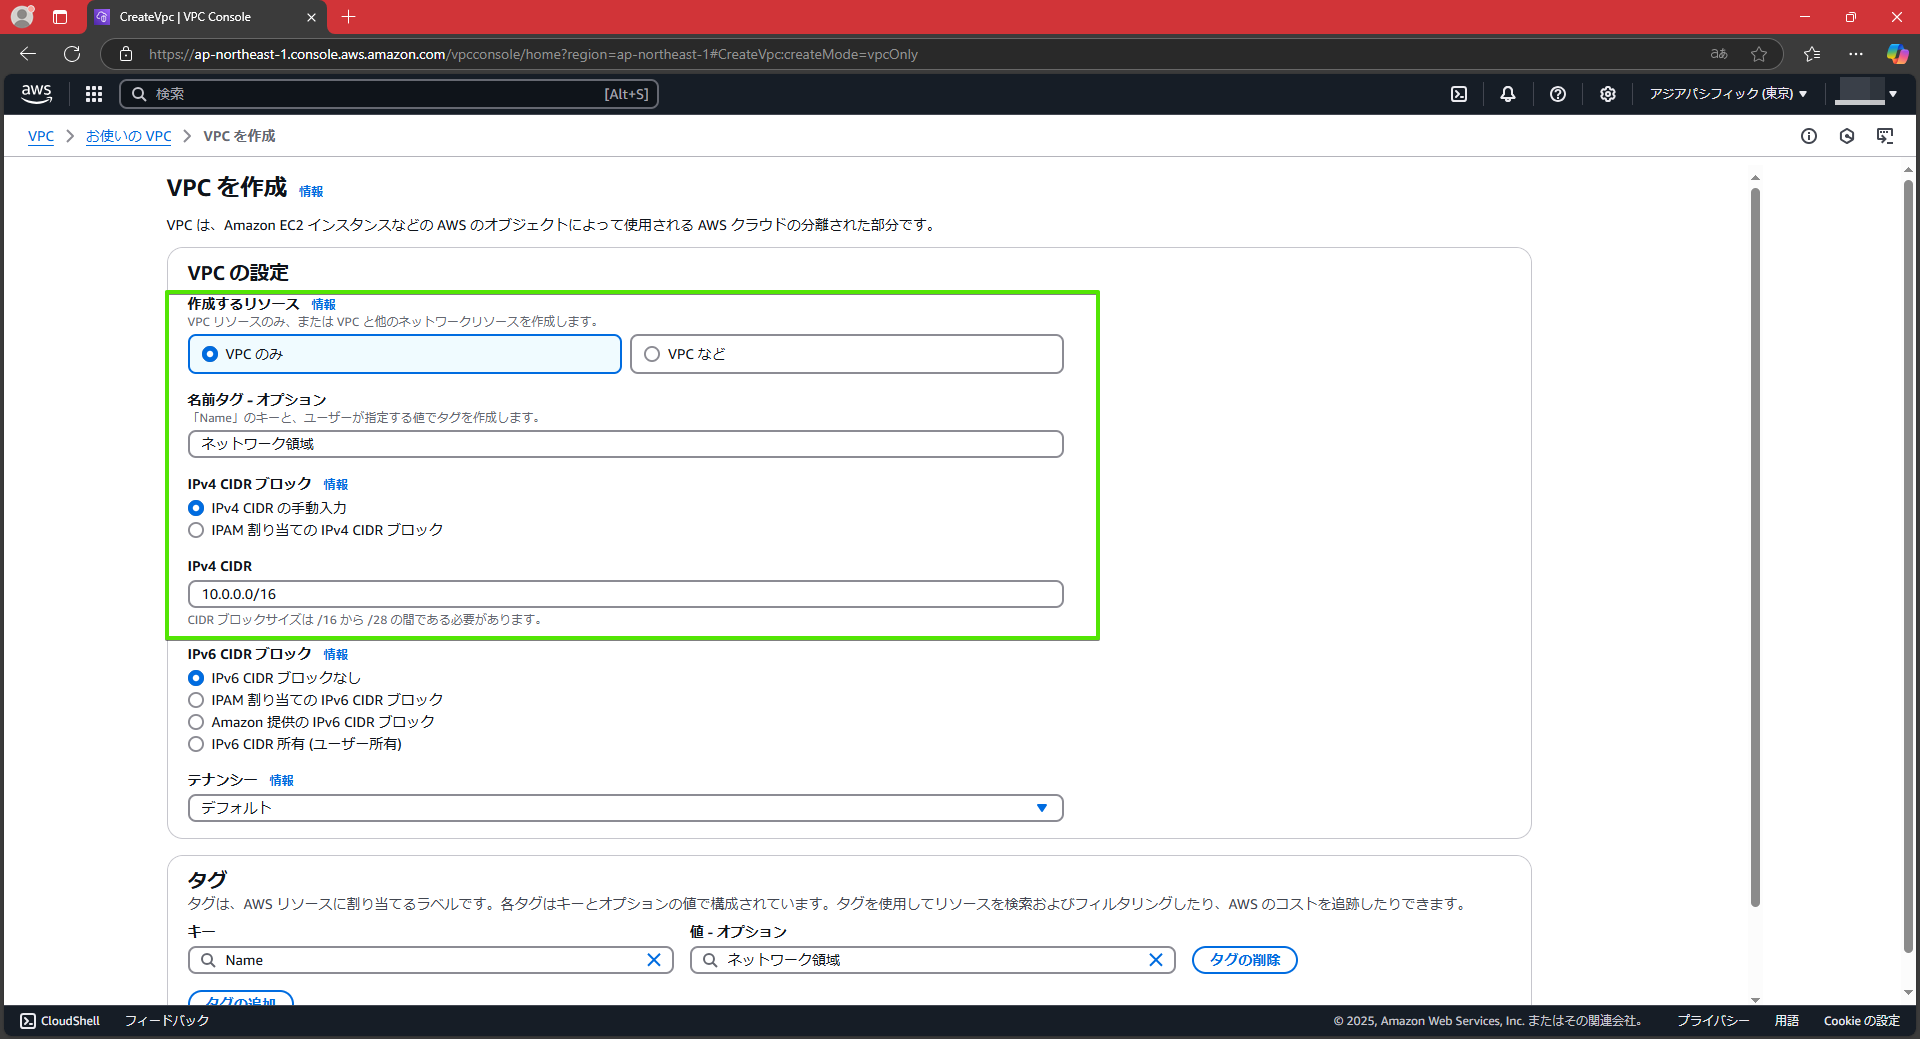 CreateVpc | VPC Console
https://ap-northeast-1.console.aws.amazon.com/vpcconsole/home?region=ap-northeast-1#CreateVpc:createMode=vpcOnly
aあ
aws
検索
[Alt+S]
アジアパシフィック (東京)
VPC
お使いの VPC
VPC を作成
VPC を作成 情報
VPC は、Amazon EC2 インスタンスなどの AWS のオブジェクトによって使用される AWS クラウドの分離された部分です。
VPC の設定
作成するリソース 情報
VPC リソースのみ、または VPC と他のネットワークリソースを作成します。
VPC のみ
VPC など
名前タグ - オプション
「Name」のキーと、ユーザーが指定する値でタグを作成します。
ネットワーク領域
IPv4 CIDR ブロック 情報
IPv4 CIDR の手動入力
IPAM 割り当ての IPv4 CIDR ブロック
IPv4 CIDR
10.0.0.0/16
CIDR ブロックサイズは /16 から /28 の間である必要があります。
IPv6 CIDR ブロック 情報
IPv6 CIDR ブロックなし
IPAM 割り当ての IPv6 CIDR ブロック
Amazon 提供の IPv6 CIDR ブロック
IPv6 CIDR 所有 (ユーザー所有)
テナンシー 情報
デフォルト
タグ
タグは、AWS リソースに割り当てるラベルです。各タグはキーとオプションの値で構成されています。タグを使用してリソースを検索およびフィルタリングしたり、AWS のコストを追跡したりできます。
キー
値 - オプション
Name
ネットワーク領域
タグの削除
タグの追加
CloudShell
フィードバック
© 2025, Amazon Web Services, Inc. またはその関連会社。
プライバシー
用語
Cookie の設定